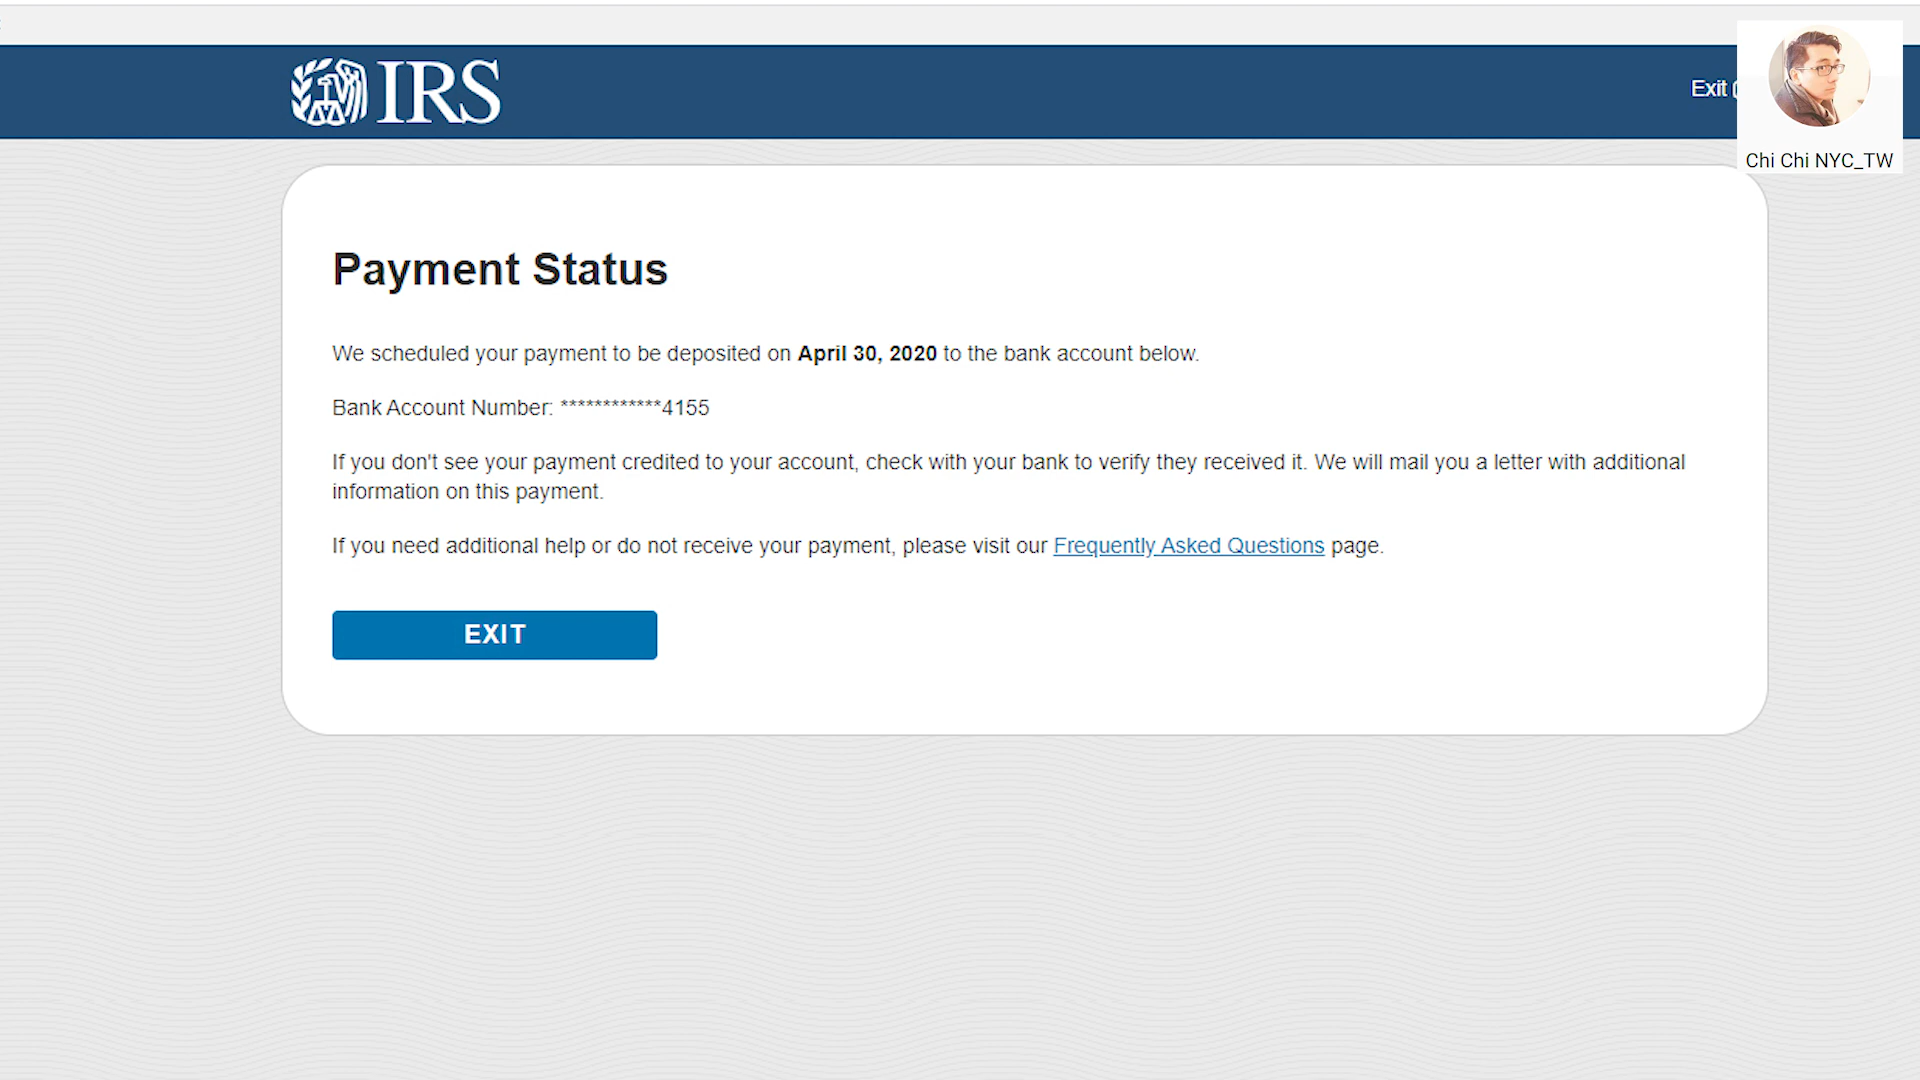 IRS
Exit
Chi Chi NYC_TW
Payment Status
We scheduled your payment to be deposited on April 30, 2020 to the bank account below.
Bank Account Number: ************4155
If you don't see your payment credited to your account, check with your bank to verify they received it. We will mail you a letter with additional
information on this payment.
If you need additional help or do not receive your payment, please visit our Frequently Asked Questions page.
EXIT